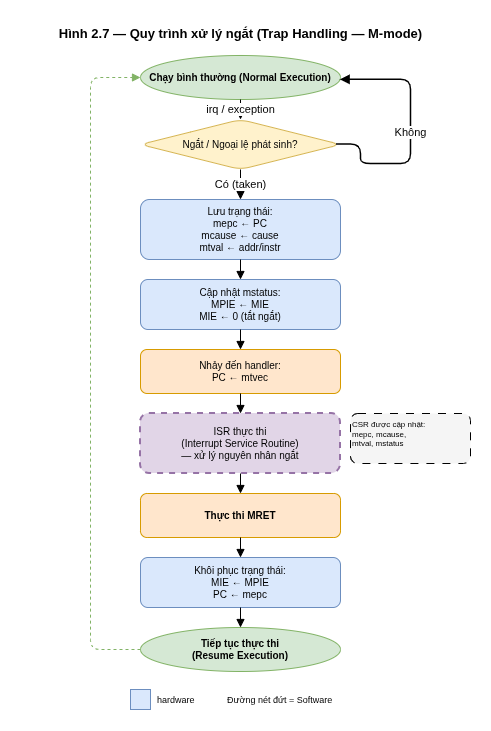 Hình 2.7 — Quy trình xử lý ngắt (Trap Handling — M-mode)
Chạy bình thường (Normal Execution)
irq / exception
Không
Ngắt / Ngoại lệ phát sinh?
Có (taken)
Lưu trạng thái:
mepc ← PC
mcause ← cause
mtval ← addr/instr
Cập nhật mstatus:
MPIE ← MIE
MIE ← 0 (tắt ngắt)
Nhảy đến handler:
PC ← mtvec
ISR thực thi
(Interrupt Service Routine)
— xử lý nguyên nhân ngắt
CSR được cập nhật:
mepc, mcause,
mtval, mstatus
Thực thi MRET
Khôi phục trạng thái:
MIE ← MPIE
PC ← mepc
Tiếp tục thực thi
(Resume Execution)
hardware
Đường nét đứt = Software